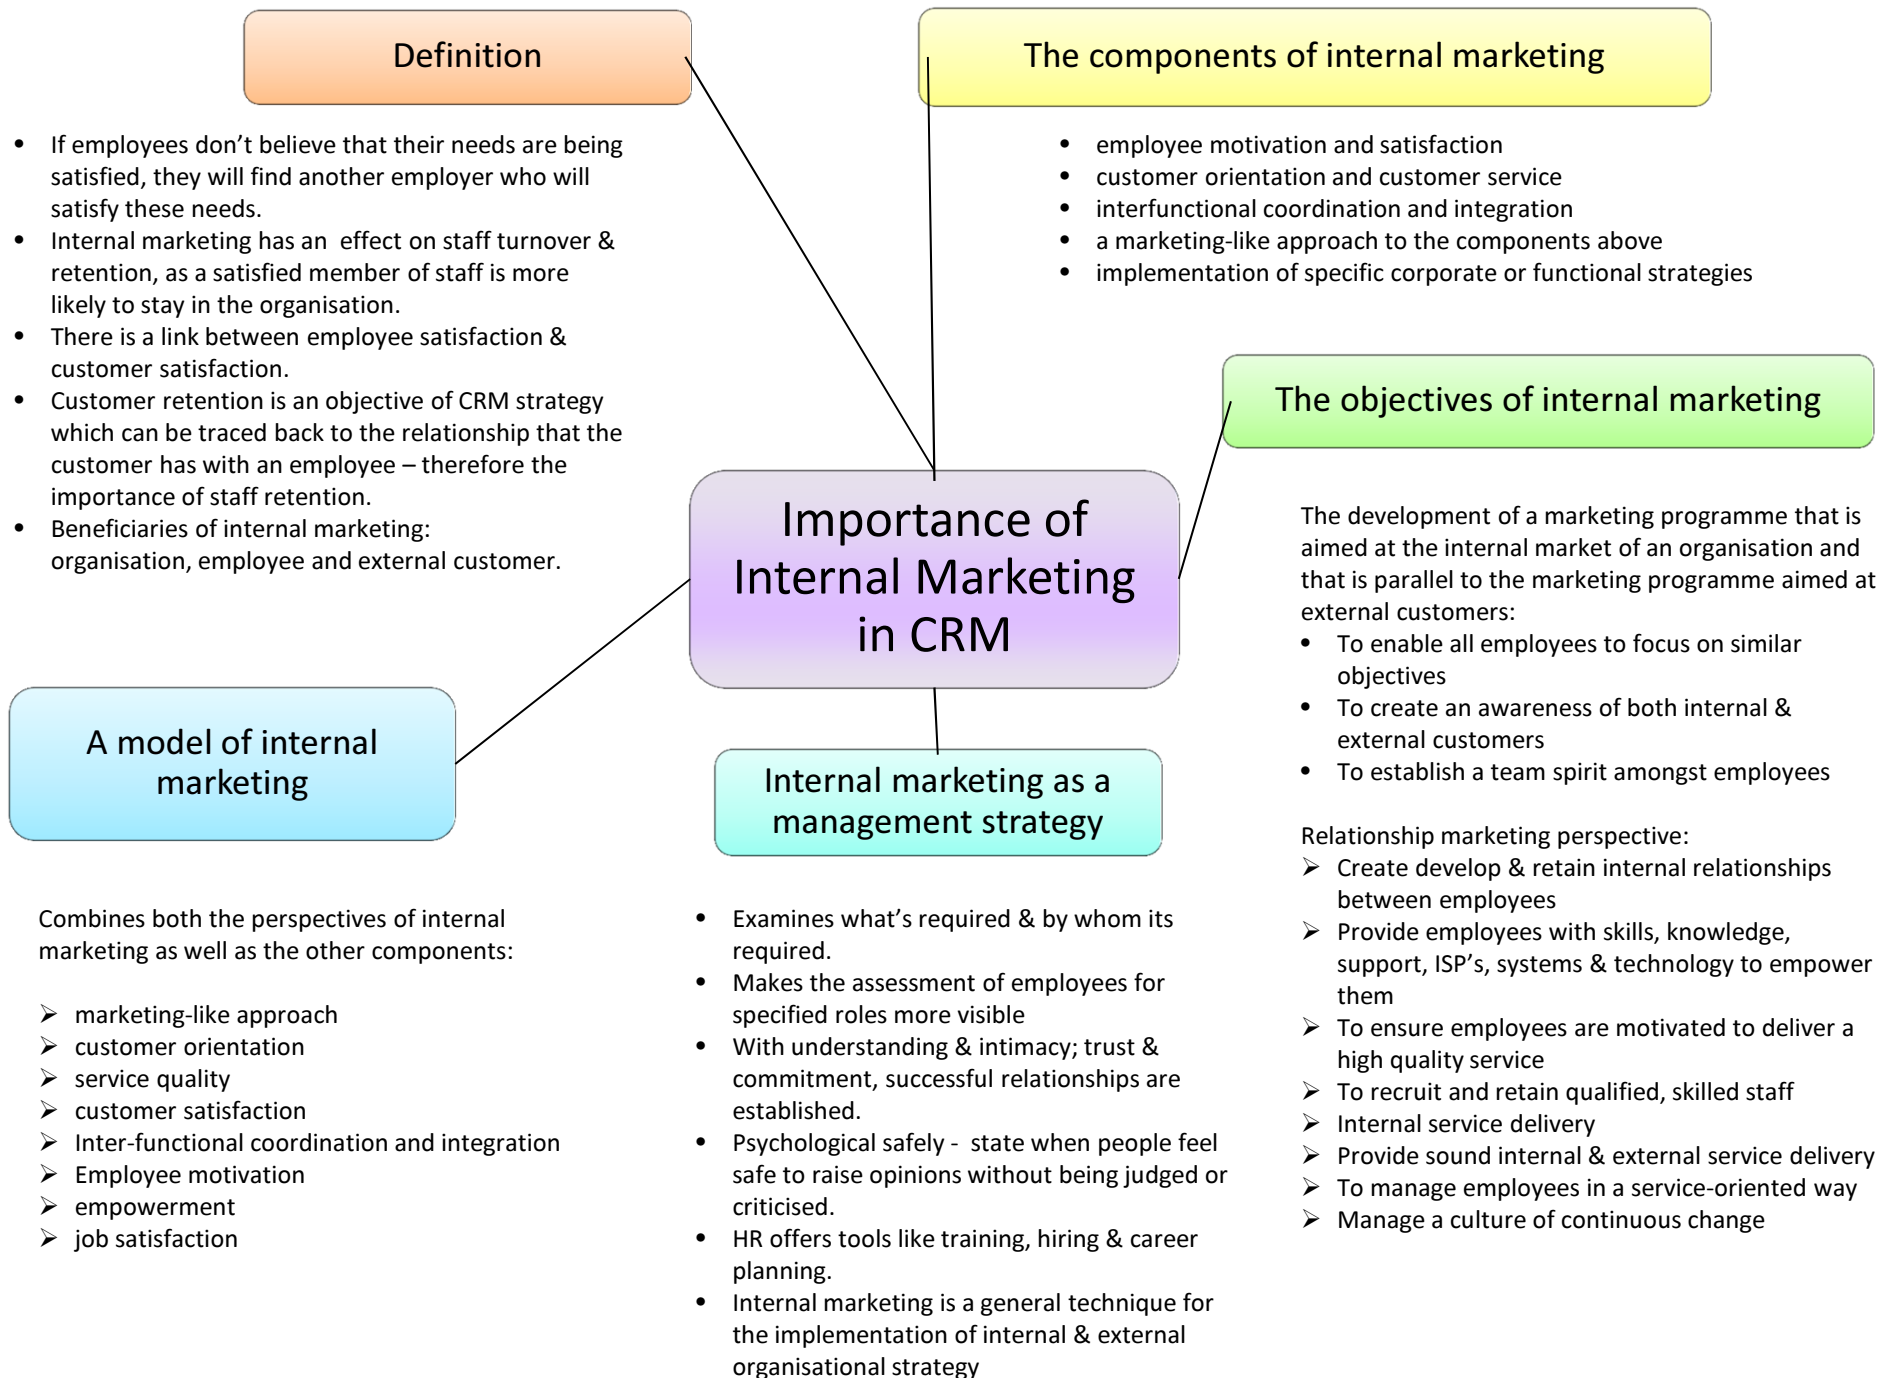 Definition
• If employees don’t believe that their needs are being
satisfied, they will find another employer who will
satisfy these needs.
• Internal marketing has an effect on staff turnover &
retention, as a satisfied member of staff is more
likely to stay in the organisation.
• There is a link between employee satisfaction &
customer satisfaction.
• Customer retention is an objective of CRM strategy
which can be traced back to the relationship that the
customer has with an employee – therefore the
importance of staff retention.
• Beneficiaries of internal marketing:
organisation, employee and external customer.
The components of internal marketing
• employee motivation and satisfaction
• customer orientation and customer service
• interfunctional coordination and integration
• a marketing-like approach to the components above
• implementation of specific corporate or functional strategies
Importance of
Internal Marketing
in CRM
The objectives of internal marketing
The development of a marketing programme that is
aimed at the internal market of an organisation and
that is parallel to the marketing programme aimed at
external customers:
• To enable all employees to focus on similar
objectives
• To create an awareness of both internal &
external customers
• To establish a team spirit amongst employees
Relationship marketing perspective:
➢ Create develop & retain internal relationships
between employees
➢ Provide employees with skills, knowledge,
support, ISP’s, systems & technology to empower
them
➢ To ensure employees are motivated to deliver a
high quality service
➢ To recruit and retain qualified, skilled staff
➢ Internal service delivery
➢ Provide sound internal & external service delivery
➢ To manage employees in a service-oriented way
➢ Manage a culture of continuous change
A model of internal
marketing
Combines both the perspectives of internal
marketing as well as the other components:
➢ marketing-like approach
➢ customer orientation
➢ service quality
➢ customer satisfaction
➢ Inter-functional coordination and integration
➢ Employee motivation
➢ empowerment
➢ job satisfaction
Internal marketing as a
management strategy
• Examines what’s required & by whom its
required.
• Makes the assessment of employees for
specified roles more visible
• With understanding & intimacy; trust &
commitment, successful relationships are
established.
• Psychological safely - state when people feel
safe to raise opinions without being judged or
criticised.
• HR offers tools like training, hiring & career
planning.
• Internal marketing is a general technique for
the implementation of internal & external
organisational strategy